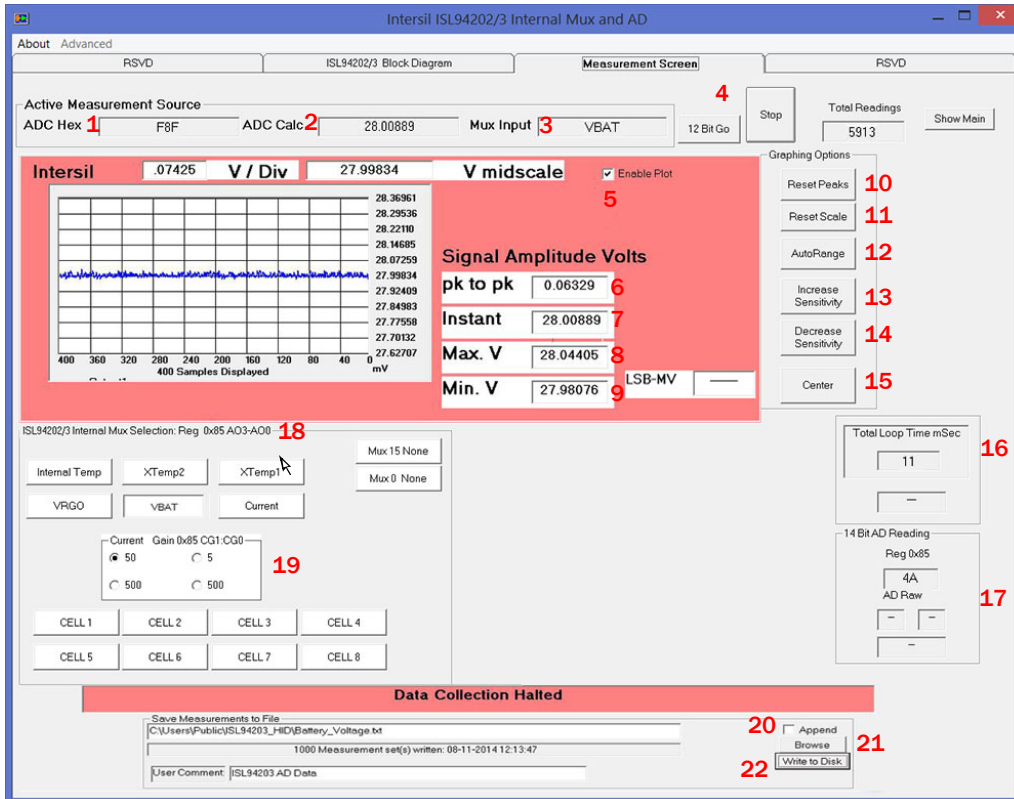 Intersil ISL94202/3 Internal Mux and AD
About Advanced
RSVD ISL94202/3 Block Diagram Measurement Screen RSVD
4
Active Measurement Source
ADC Hex 1 F8F ADC Calc 2 28.00889 Mux Input 3 VBAT
12 Bit Go
Stop
Total Readings
5913
Show Main
Intersil .07425 V / Div 27.99834 V midscale
Enable Plot
5
28.36961
28.29536
28.22110
28.14685
28.07259
27.99834
27.92409
27.84983
27.77558
27.70132
27.62707
400 360 320 280 240 200 160 120 80 40 0
mV
400 Samples Displayed
Signal Amplitude Volts
pk to pk 0.06329 6
Instant 28.00889 7
Max. V 28.04405 8
Min. V 27.98076 9
LSB-MV
Graphing Options
Reset Peaks 10
Reset Scale 11
AutoRange 12
Increase
Sensitivity
13
Decrease
Sensitivity
14
Center 15
Total Loop Time mSec
11
–
16
14 Bit AD Reading
Reg 0x85
4A
AD Raw
– –
–
17
ISL94202/3 Internal Mux Selection: Reg 0x85 AO3-AO0 18
Internal Temp XTemp2 XTemp1
VRGO VBAT Current
Mux 15 None
Mux 0 None
Current Gain 0x85 CG1:CG0
50 5
500 500
19
CELL 1 CELL 2 CELL 3 CELL 4
CELL 5 CELL 6 CELL 7 CELL 8
Data Collection Halted
Save Measurements to File
C:\Users\Public\ISL94203_HID\Battery_Voltage.txt
1000 Measurement set(s) written: 08-11-2014 12:13:47
User Comment ISL94203 AD Data
20 Append
Browse 21
22 Write to Disk